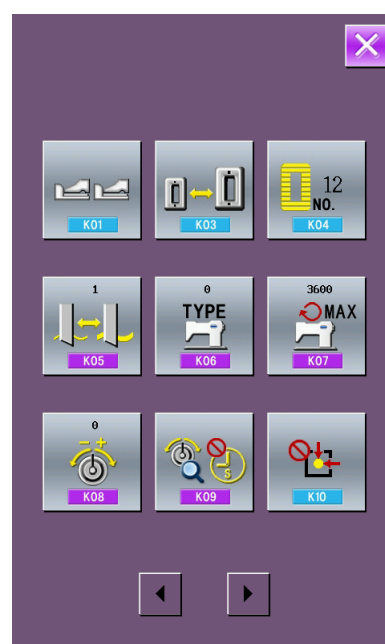 12
NO.
K01
K03
K04
1
0
3600
TYPE
MAX
K05
K06
K07
0
- +
S
K08
K09
K10